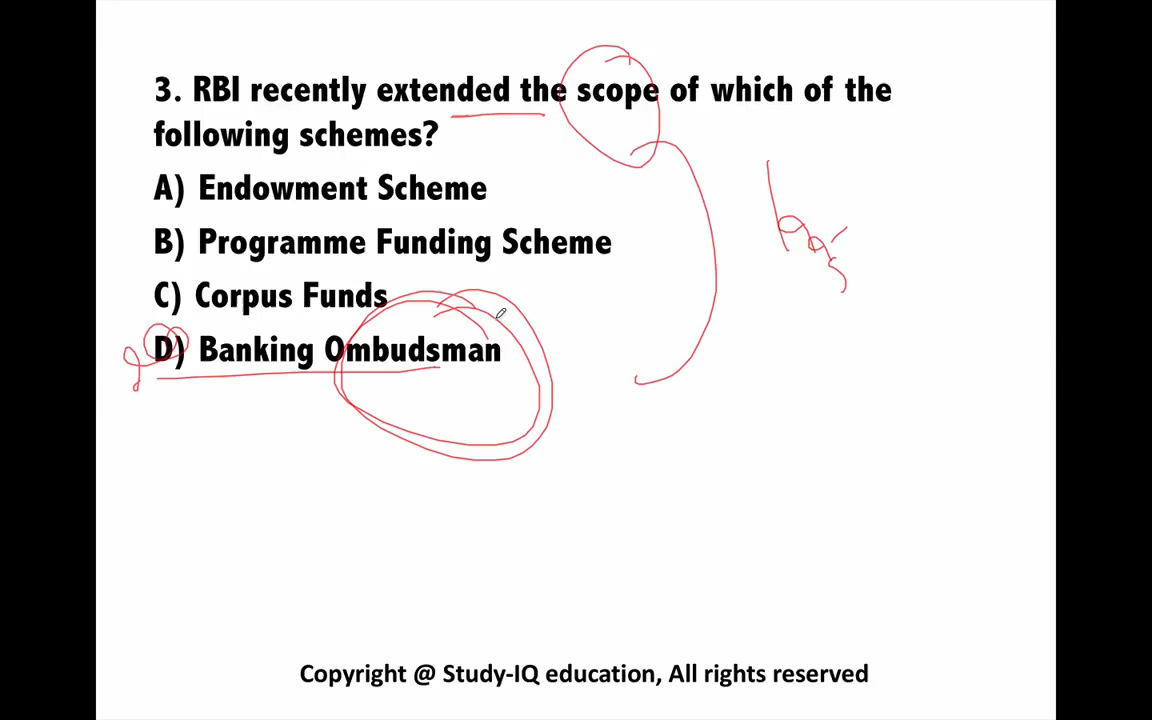 3. RBI recently extended the scope of which of the
following schemes?
A) Endowment Scheme
B) Programme Funding Scheme
C) Corpus Funds
D) Banking Ombudsman
Copyright @ Study-IQ education, All rights reserved